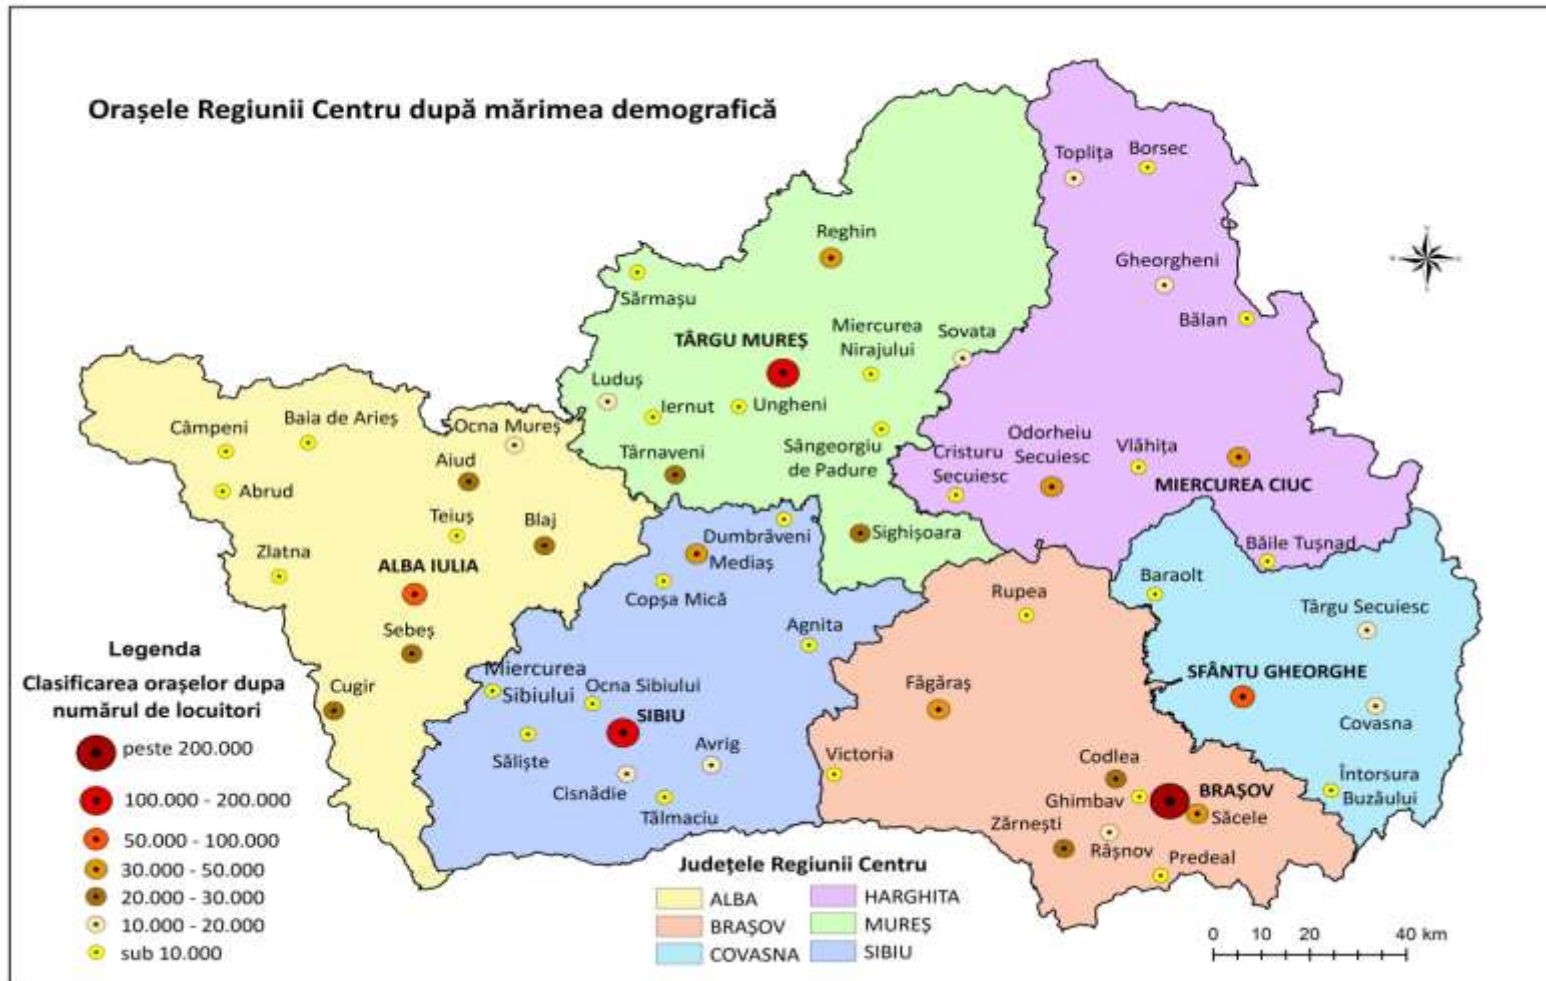 Orașele Regiunii Centru după mărimea demografică
Toplița
Borsec
Reghin
Gheorgheni
Sărmașu
Bălan
Miercurea
Nirajului
Sovata
TÂRGU MUREȘ
Luduș
Iernut
Ungheni
Câmpeni
Baia de Arieș
Ocna Mureș
Aiud
Târnaveni
Sângeorgiu
de Padure
Cristuru
Secuiesc
Odorheiu
Secuiesc
Vlăhița
MIERCUREA CIUC
Abrud
Teiuș
Blaj
Zlatna
ALBA IULIA
Dumbrăveni
Mediaș
Sighișoara
Băile Tușnad
Baraolt
Copșa Mică
Rupea
Târgu Secuiesc
Sebeș
Agnita
Cugir
Miercurea
Sibiului
Ocna Sibiului
SIBIU
Făgăraș
SFÂNTU GHEORGHE
Covasna
Săliște
Avrig
Cisnădie
Tălmaciu
Victoria
Codlea
Ghimbav
BRAȘOV
Săcele
Întorsura
Buzăului
Zărnești
Râșnov
Predeal
Legenda
Clasificarea orașelor dupa
numărul de locuitori
peste 200.000
100.000 - 200.000
50.000 - 100.000
30.000 - 50.000
20.000 - 30.000
10.000 - 20.000
sub 10.000
Județele Regiunii Centru
ALBA
BRAȘOV
COVASNA
HARGHITA
MUREȘ
SIBIU
0 10 20 40 km